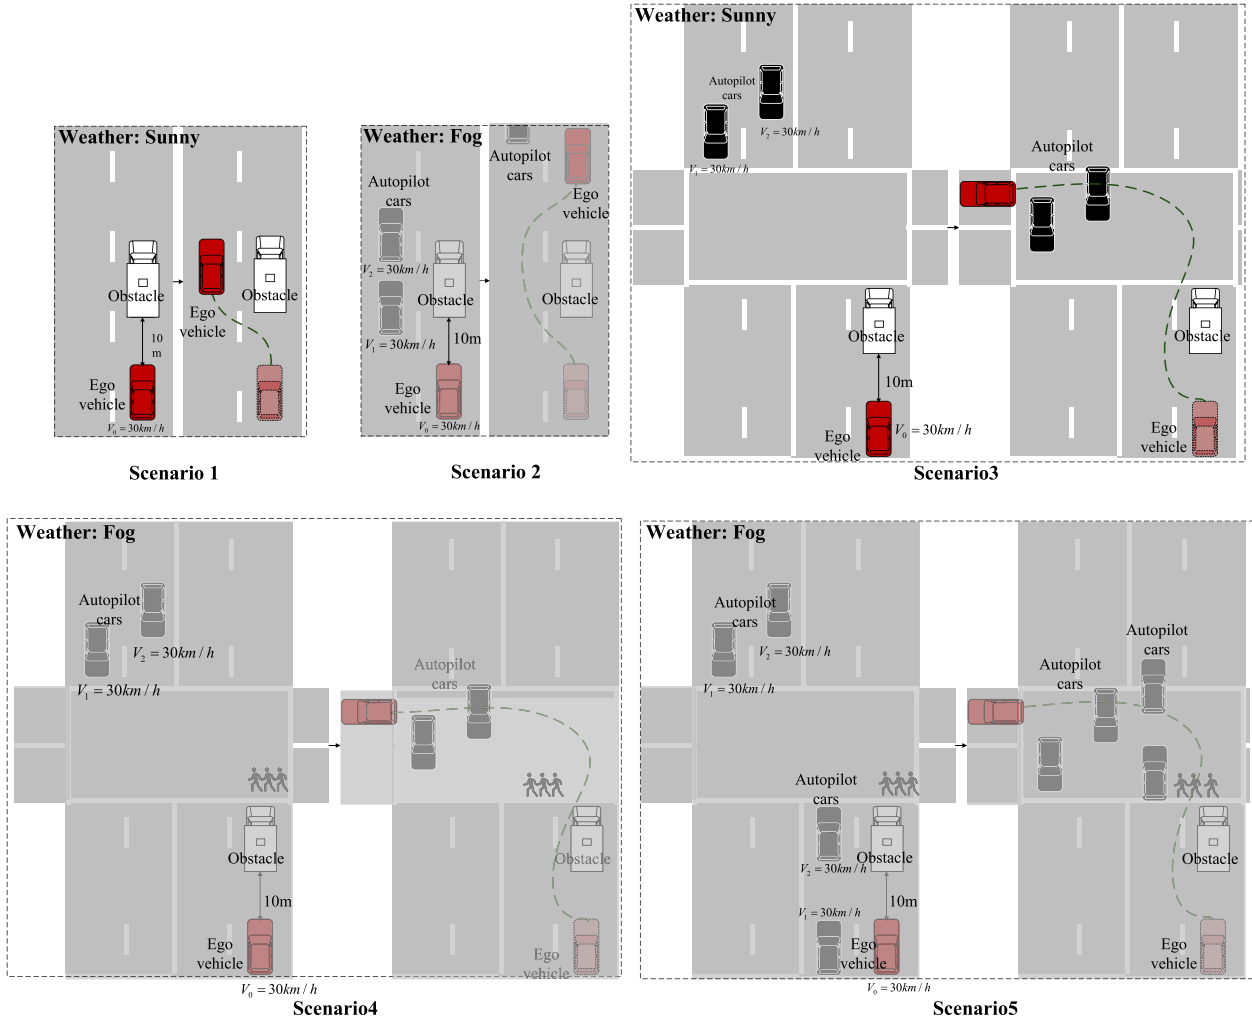 Weather: Sunny
Obstacle
Obstacle
Ego
vehicle
10
m
Ego
vehicle
V0 = 30km / h
Scenario 1
Weather: Fog
Autopilot
cars
Autopilot
cars
Ego
vehicle
V2 = 30km / h
Obstacle
Obstacle
V1 = 30km / h
10m
Ego
vehicle
V0 = 30km / h
Scenario 2
Weather: Sunny
Autopilot
cars
V2 = 30km / h
V1 = 30km / h
Autopilot
cars
Obstacle
Obstacle
10m
Ego
vehicle
V0 = 30km / h
Ego
vehicle
Scenario3
Weather: Fog
Autopilot
cars
V2 = 30km / h
V1 = 30km / h
Autopilot
cars
Obstacle
Obstacle
10m
Ego
vehicle
Ego
vehicle
V0 = 30km / h
Scenario4
Weather: Fog
Autopilot
cars
V2 = 30km / h
V1 = 30km / h
Autopilot
cars
Autopilot
cars
Autopilot
cars
Obstacle
Obstacle
V2 = 30km / h
10m
V1 = 30km / h
Ego
vehicle
Ego
vehicle
V0 = 30km / h
Scenario5